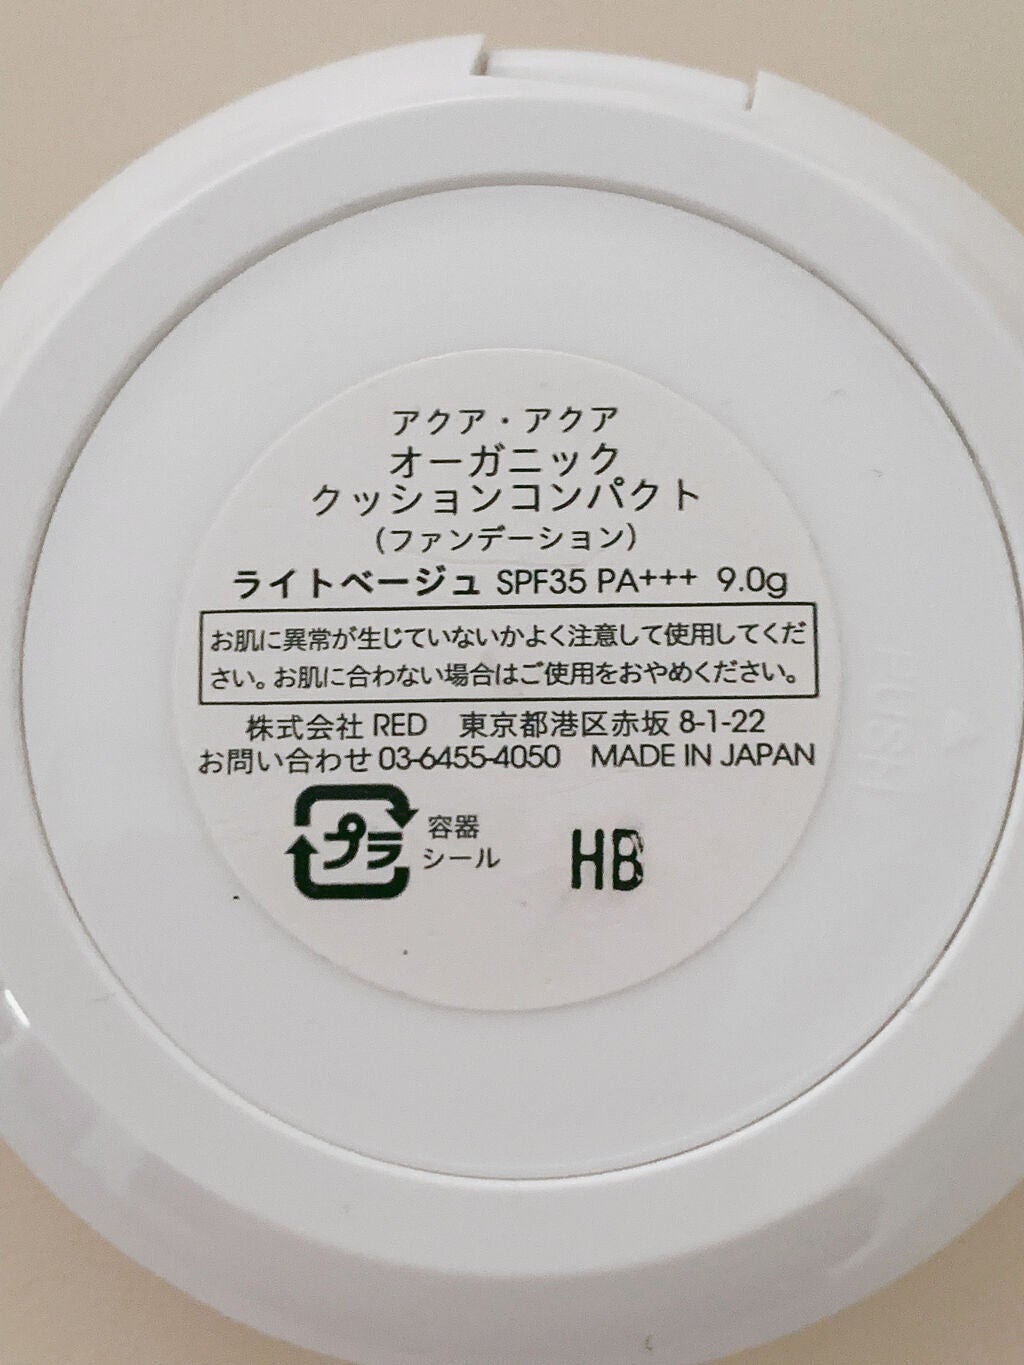 アクア・アクア
オーガニック
クッションコンパクト
(ファンデーション)
ライトベージュ SPF35 PA+++ 9.0g
お肌に異常が生じていないかよく注意して使用してくだ
さい。お肌に合わない場合はご使用をおやめください。
株式会社 RED 東京都港区赤坂 8-1-22
お問い合わせ 03-6455-4050 MADE IN JAPAN
プラ 容器
シール
HB
PUSH